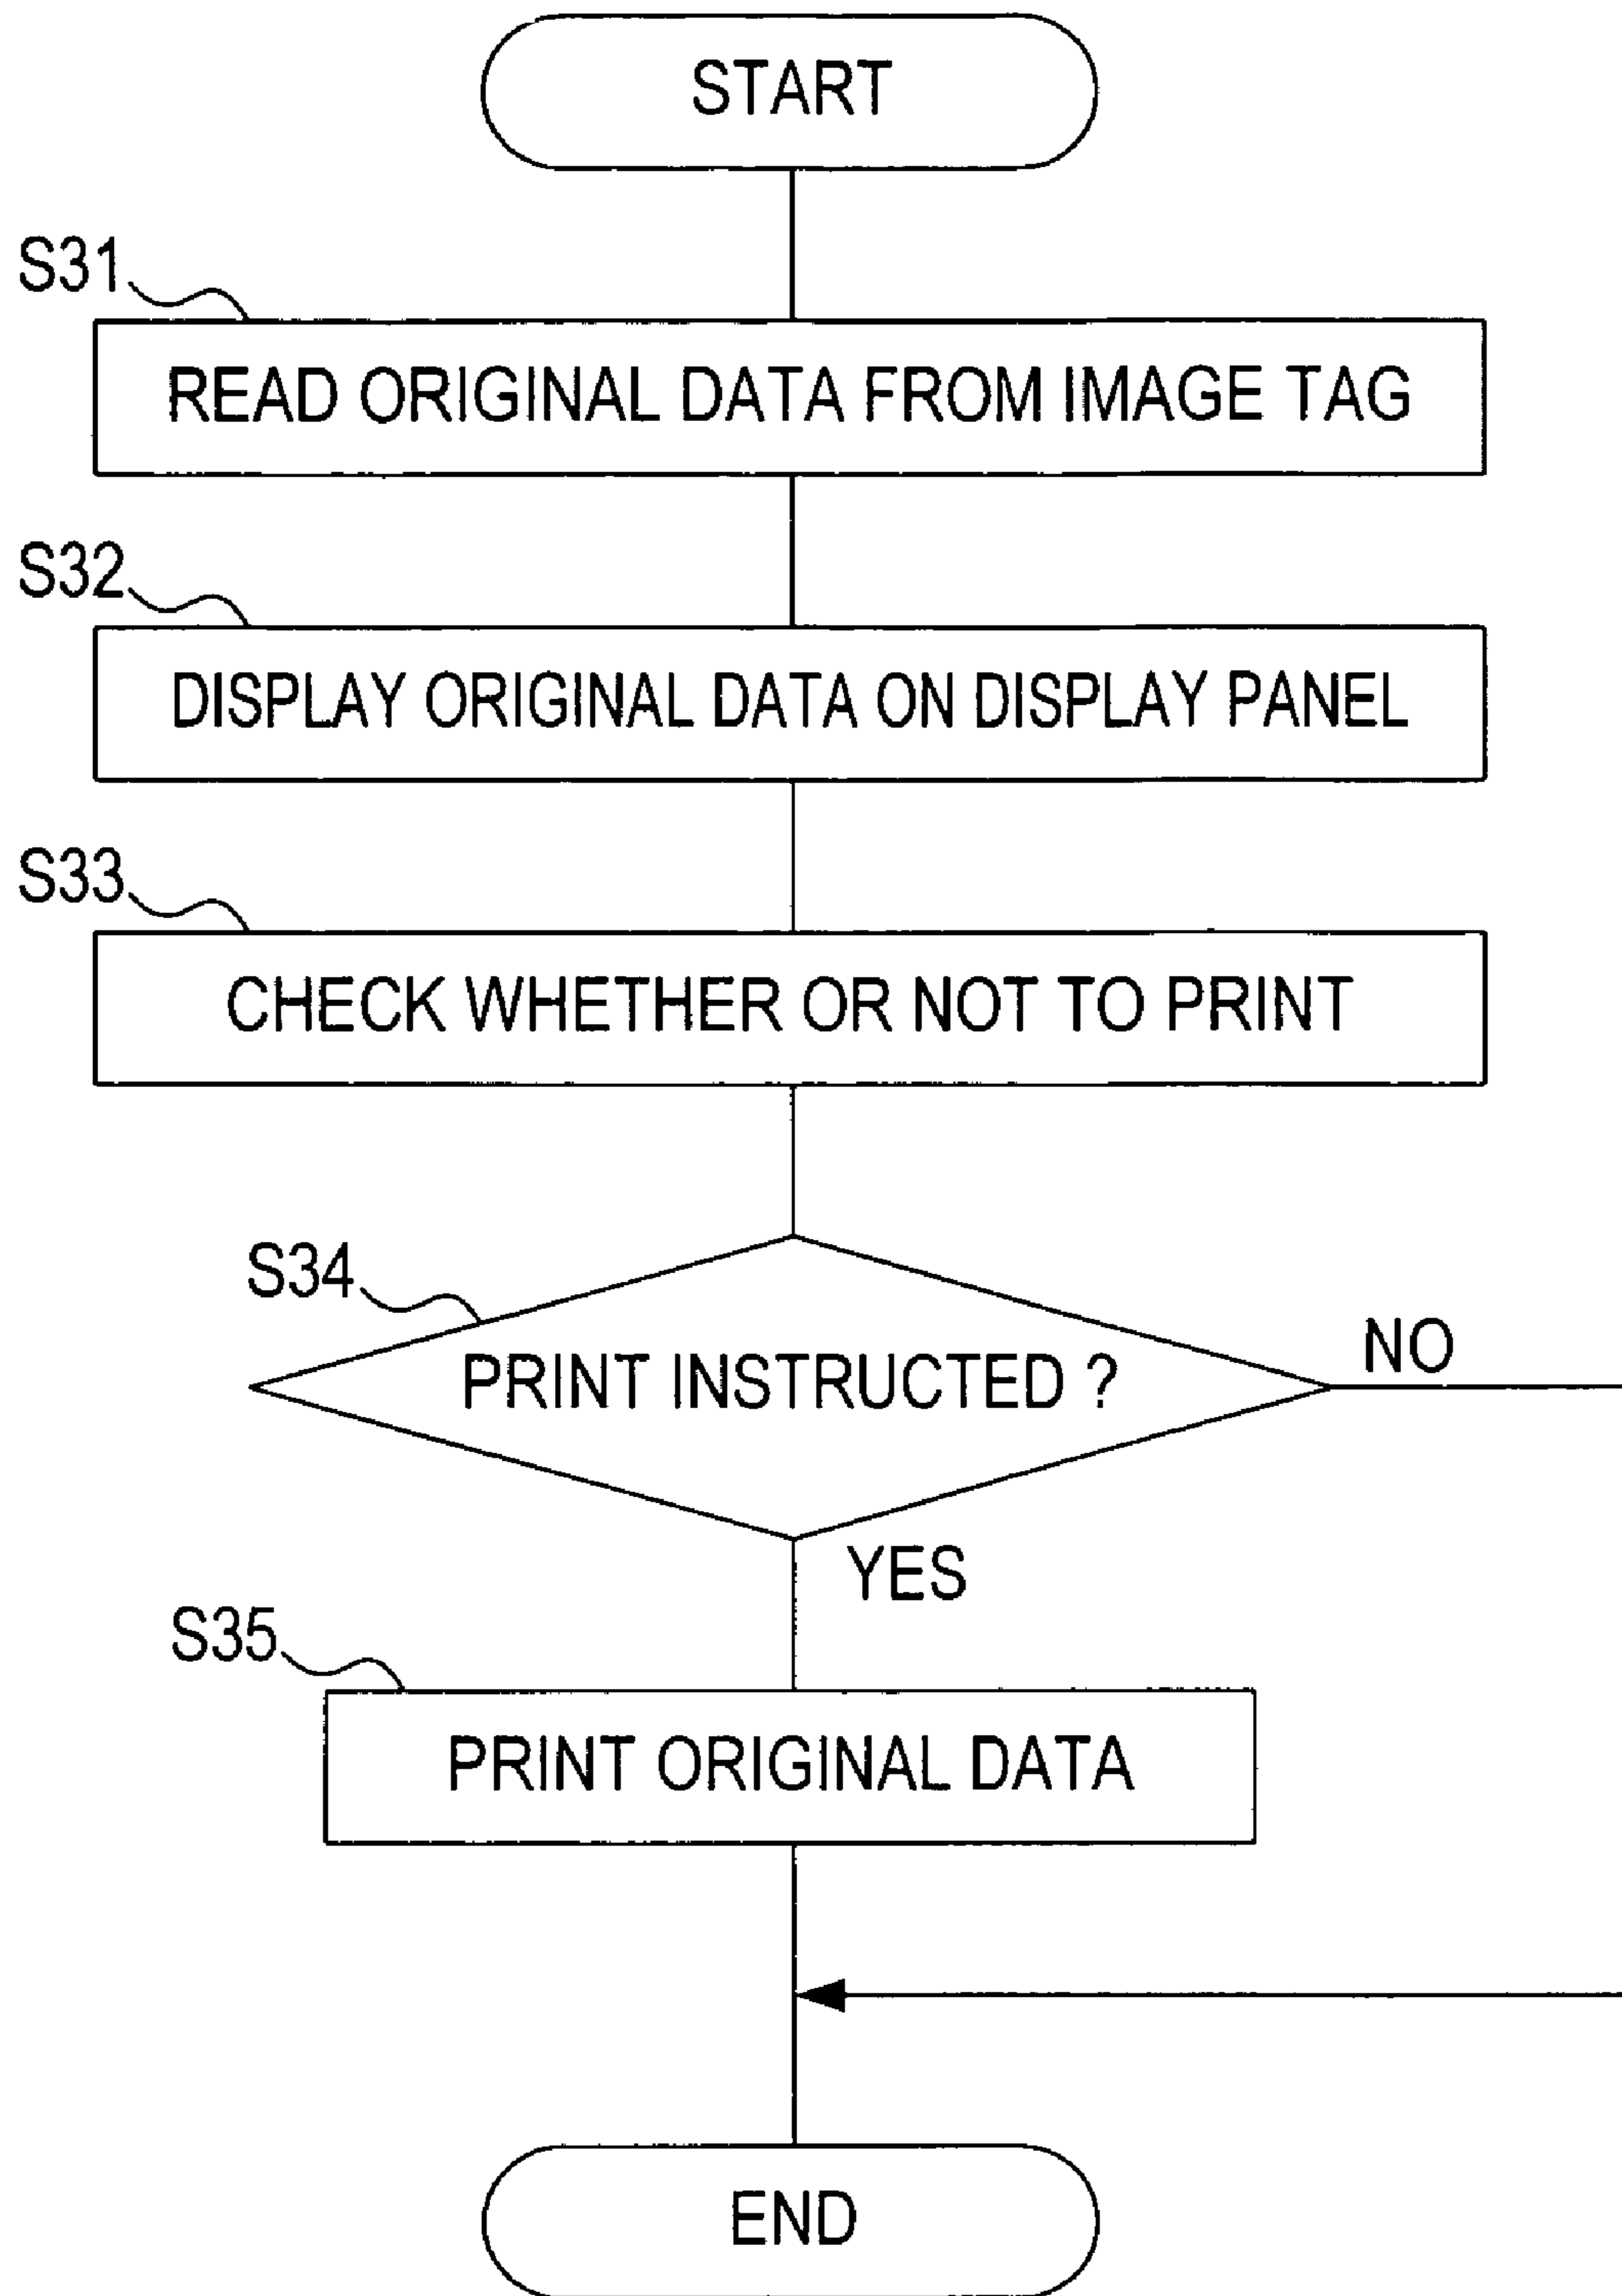 START
S31
READ ORIGINAL DATA FROM IMAGE TAG
S32
DISPLAY ORIGINAL DATA ON DISPLAY PANEL
S33
CHECK WHETHER OR NOT TO PRINT
S34
PRINT INSTRUCTED ?
NO
YES
S35
PRINT ORIGINAL DATA
END